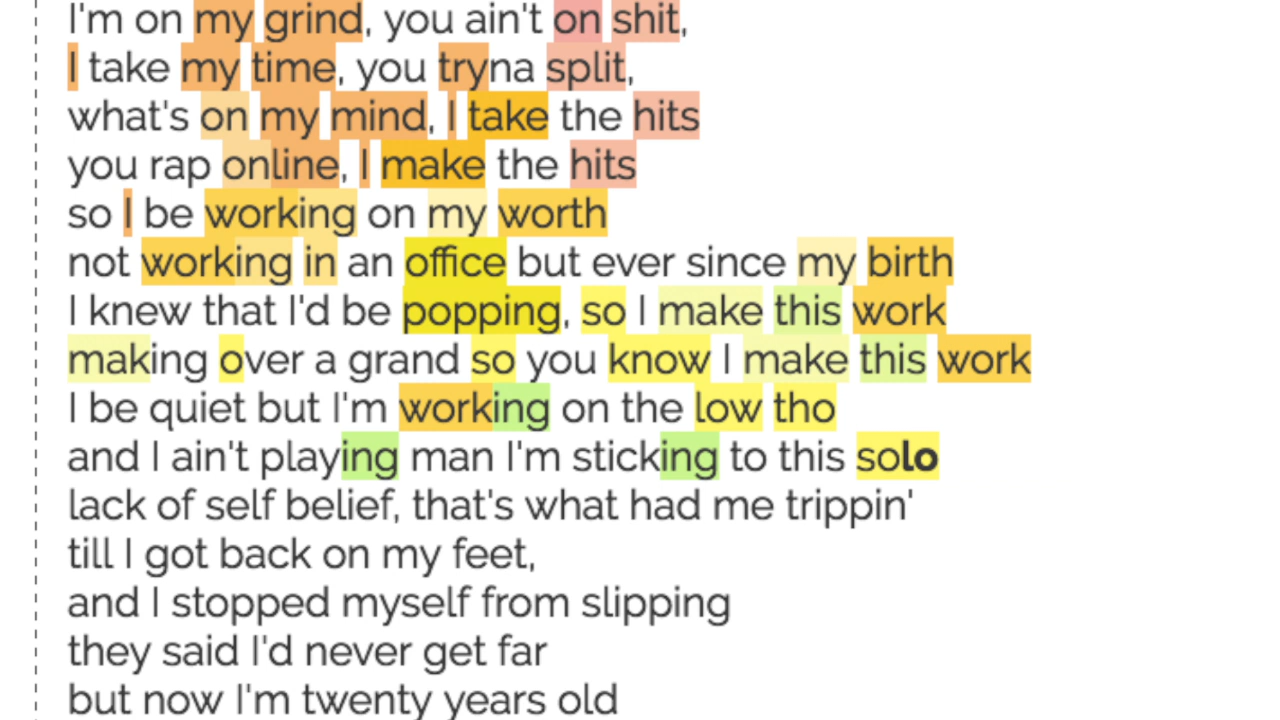 I'm on my grind, you ain't on shit,
I take my time, you tryna split,
what's on my mind, I take the hits
you rap online, I make the hits
so I be working on my worth
not working in an office but ever since my birth
I knew that I'd be popping, so I make this work
making over a grand so you know I make this work
I be quiet but I'm working on the low tho
and I ain't playing man I'm sticking to this solo
lack of self belief, that's what had me trippin'
till I got back on my feet,
and I stopped myself from slipping
they said I'd never get far
but now I'm twenty years old